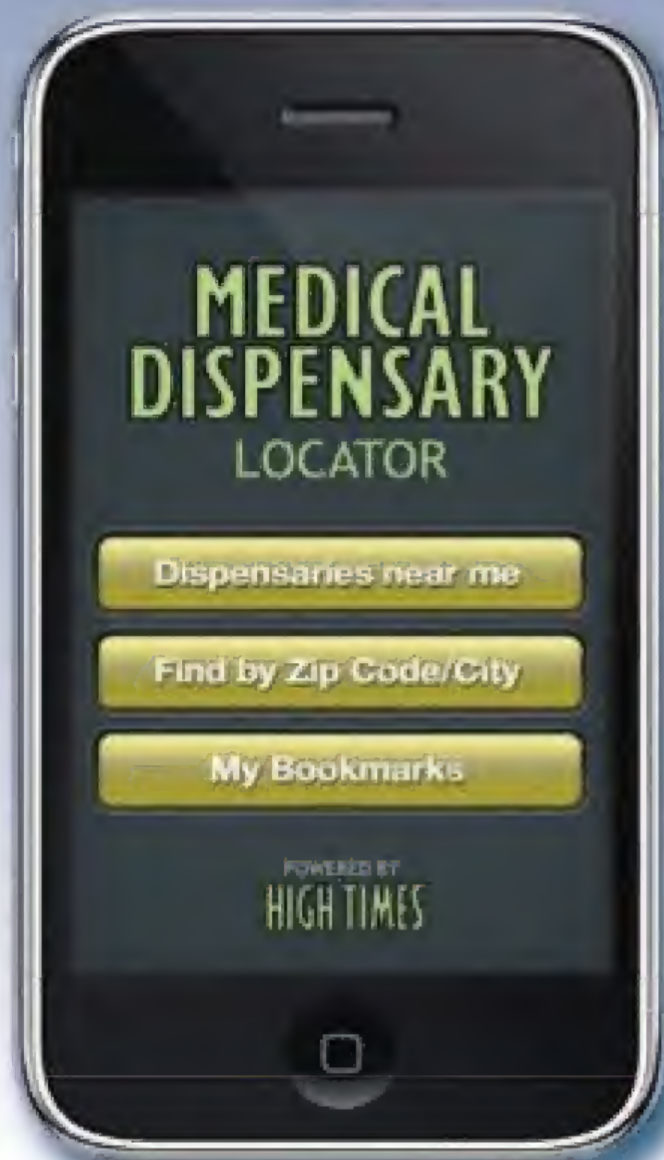 MEDICAL
DISPENSARY
LOCATOR
Dispensaries near me
Find by Zip Code/City
My Bookmarks
POWERED BY
HIGH TIMES